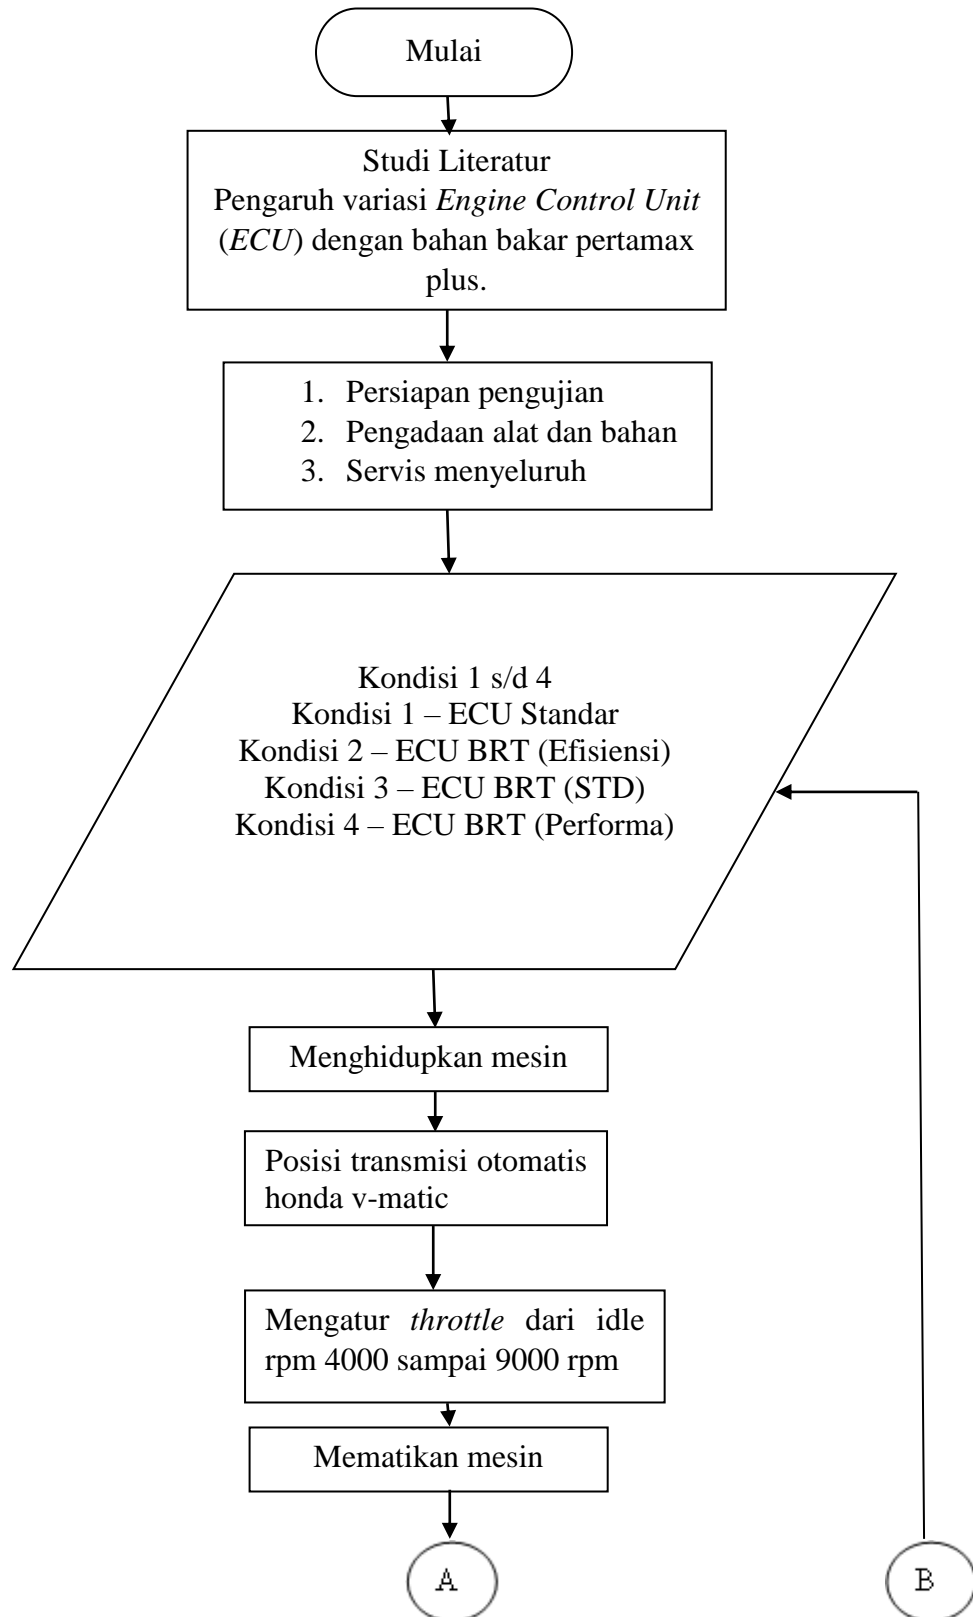 Mulai
Studi Literatur
Pengaruh variasi Engine Control Unit
(ECU) dengan bahan bakar pertamax
plus.
1. Persiapan pengujian
2. Pengadaan alat dan bahan
3. Servis menyeluruh
Kondisi 1 s/d 4
Kondisi 1 – ECU Standar
Kondisi 2 – ECU BRT (Efisiensi)
Kondisi 3 – ECU BRT (STD)
Kondisi 4 – ECU BRT (Performa)
Menghidupkan mesin
Posisi transmisi otomatis
honda v-matic
Mengatur throttle dari idle
rpm 4000 sampai 9000 rpm
Mematikan mesin
A
B